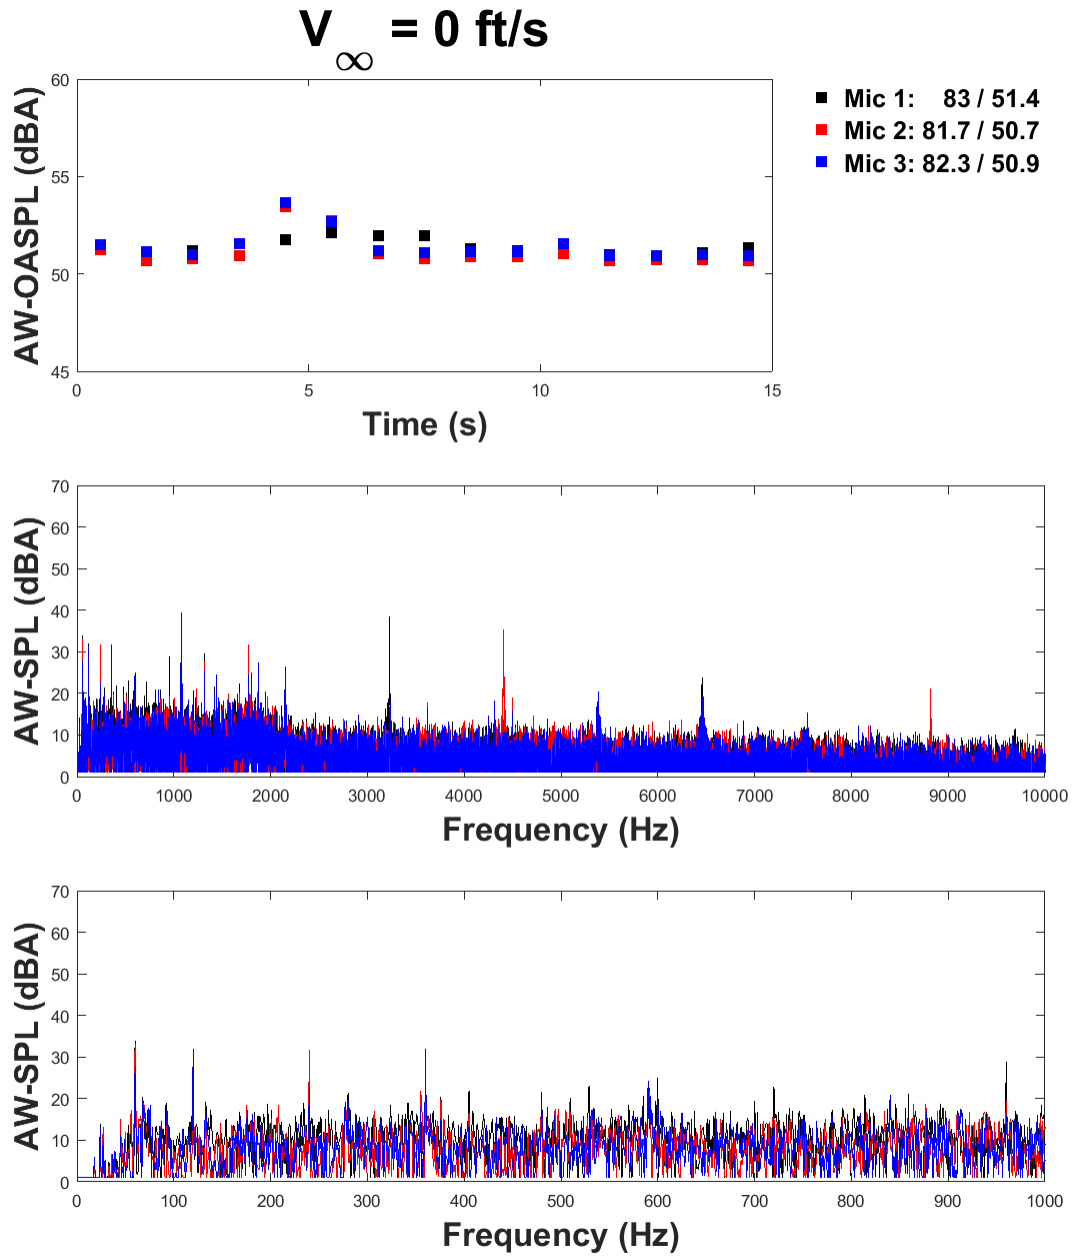 V∞ = 0 ft/s
60
55
50
45
AW-OASPL (dBA)
0 5 10 15
Time (s)
Mic 1: 83 / 51.4
Mic 2: 81.7 / 50.7
Mic 3: 82.3 / 50.9
70
60
50
40
30
20
10
0
AW-SPL (dBA)
0 1000 2000 3000 4000 5000 6000 7000 8000 9000 10000
Frequency (Hz)
70
60
50
40
30
20
10
0
AW-SPL (dBA)
0 100 200 300 400 500 600 700 800 900 1000
Frequency (Hz)